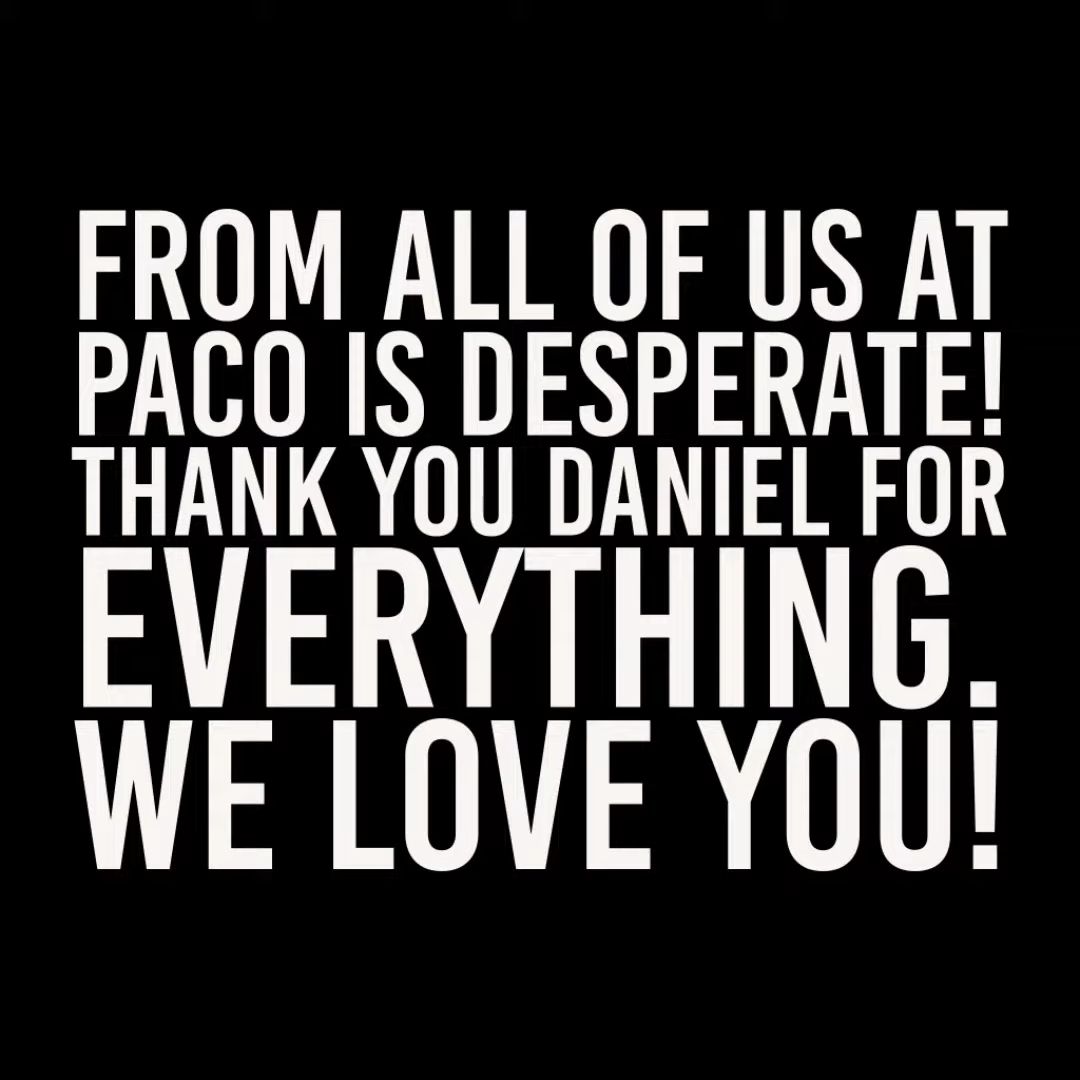 FROM ALL OF US AT
PACO IS DESPERATE!
THANK YOU DANIEL FOR
EVERYTHING.
WE LOVE YOU!